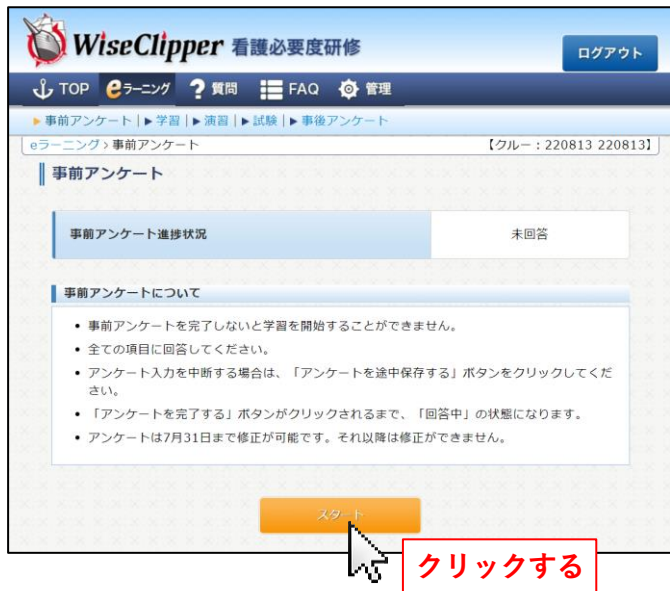 WiseClipper 看護必要度研修
ログアウト
TOP eラーニング ? 質問 FAQ 管理
▶事前アンケート | ▶学習 | ▶演習 | ▶試験 | ▶事後アンケート
eラーニング › 事前アンケート 【クルー：220813 220813】
事前アンケート
事前アンケート進捗状況 未回答
事前アンケートについて
• 事前アンケートを完了しないと学習を開始することができません。
• 全ての項目に回答してください。
• アンケート入力を中断する場合は、「アンケートを途中保存する」ボタンをクリックしてくだ
さい。
• 「アンケートを完了する」ボタンがクリックされるまで、「回答中」の状態になります。
• アンケートは7月31日まで修正が可能です。それ以降は修正ができません。
スタート
クリックする